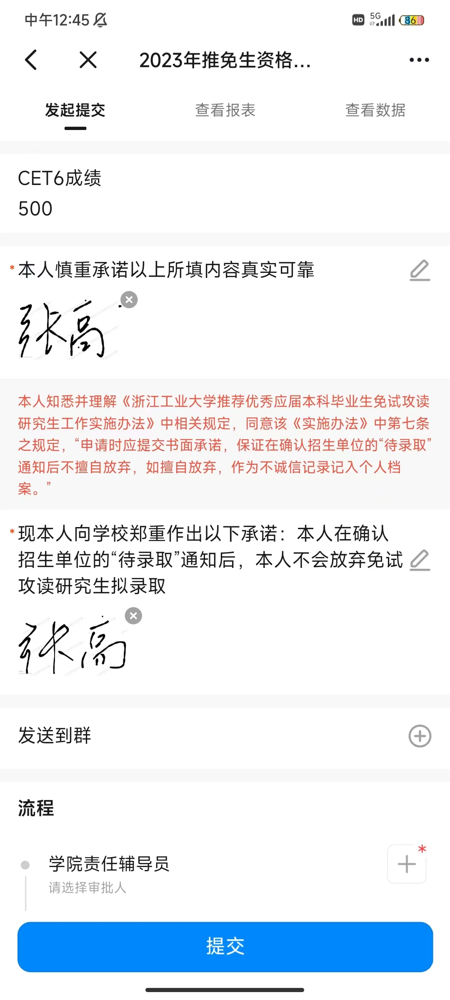 中午12:45
HD 5G 86
2023年推免生资格...
发起提交 查看报表 查看数据
CET6成绩
500
*本人慎重承诺以上所填内容真实可靠
张高
本人知悉并理解《浙江工业大学推荐优秀应届本科毕业生免试攻读
研究生工作实施办法》中相关规定，同意该《实施办法》中第七条
之规定，“申请时应提交书面承诺，保证在确认招生单位的“待录取”
通知后不擅自放弃，如擅自放弃，作为不诚信记录记入个人档
案。”
*现本人向学校郑重作出以下承诺：本人在确认
招生单位的“待录取”通知后，本人不会放弃免试
攻读研究生拟录取
张高
发送到群
流程
学院责任辅导员
*
请选择审批人
提交